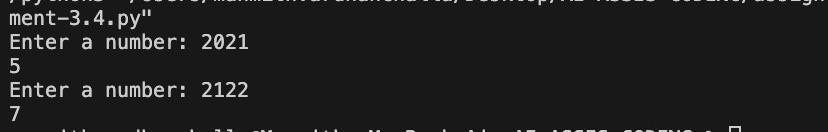 ment-3.4.py"
Enter a number: 2021
5
Enter a number: 2122
7